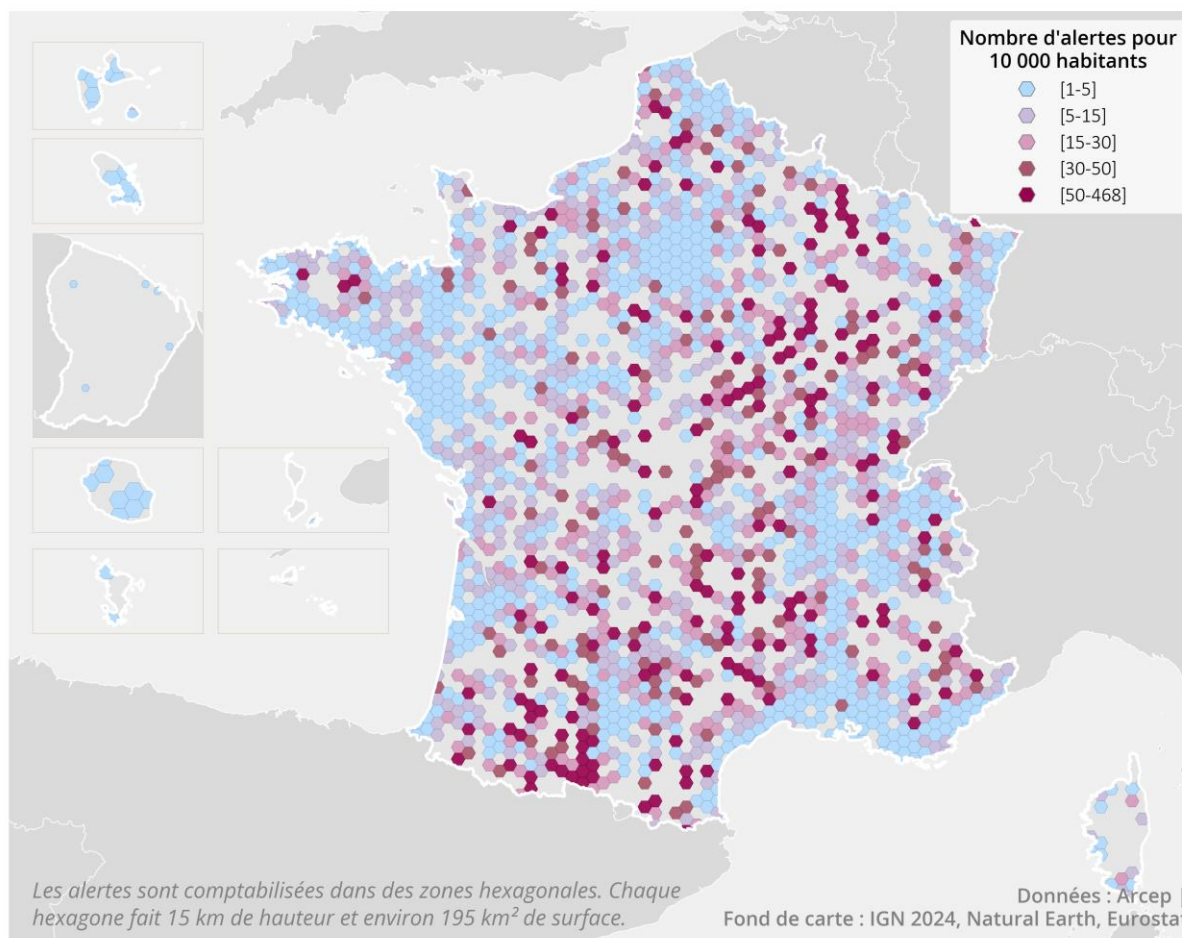 Nombre d'alertes pour
10 000 habitants
[1-5]
[5-15]
[15-30]
[30-50]
[50-468]
Les alertes sont comptabilisées dans des zones hexagonales. Chaque
hexagone fait 15 km de hauteur et environ 195 km² de surface.
Données : Arcep |
Fond de carte : IGN 2024, Natural Earth, Eurostat